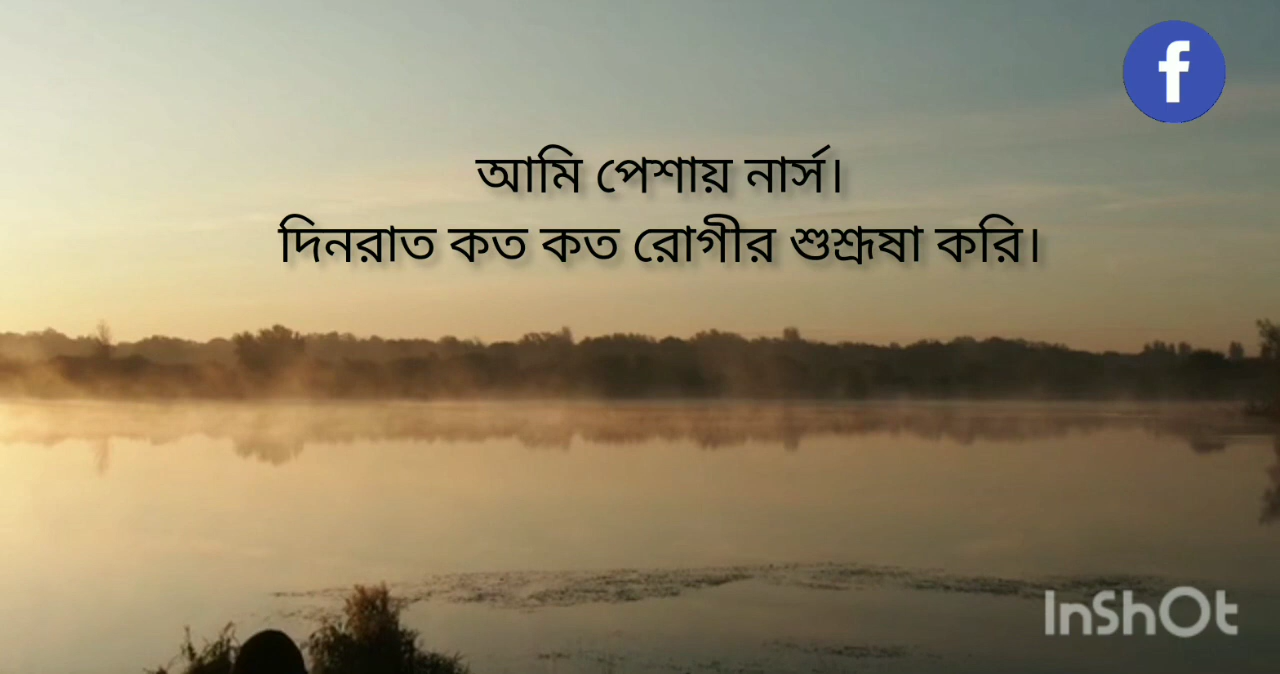 f
আমি পেশায় নার্স।
দিনরাত কত কত রোগীর শুশ্রূষা করি।
InShOt